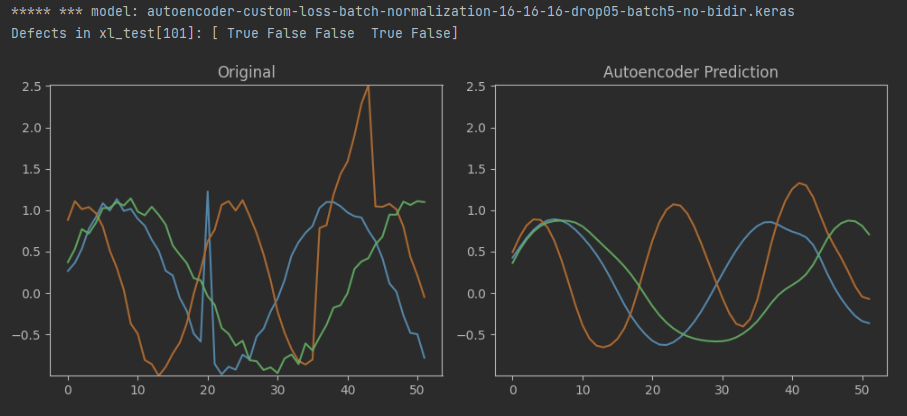 ***** *** model: autoencoder-custom-loss-batch-normalization-16-16-16-drop05-batch5-no-bidir.keras
Defects in xl_test[101]: [ True False False  True False]
Original
Autoencoder Prediction
2.5
2.0
1.5
1.0
0.5
0.0
−0.5
0 10 20 30 40 50
2.5
2.0
1.5
1.0
0.5
0.0
−0.5
0 10 20 30 40 50